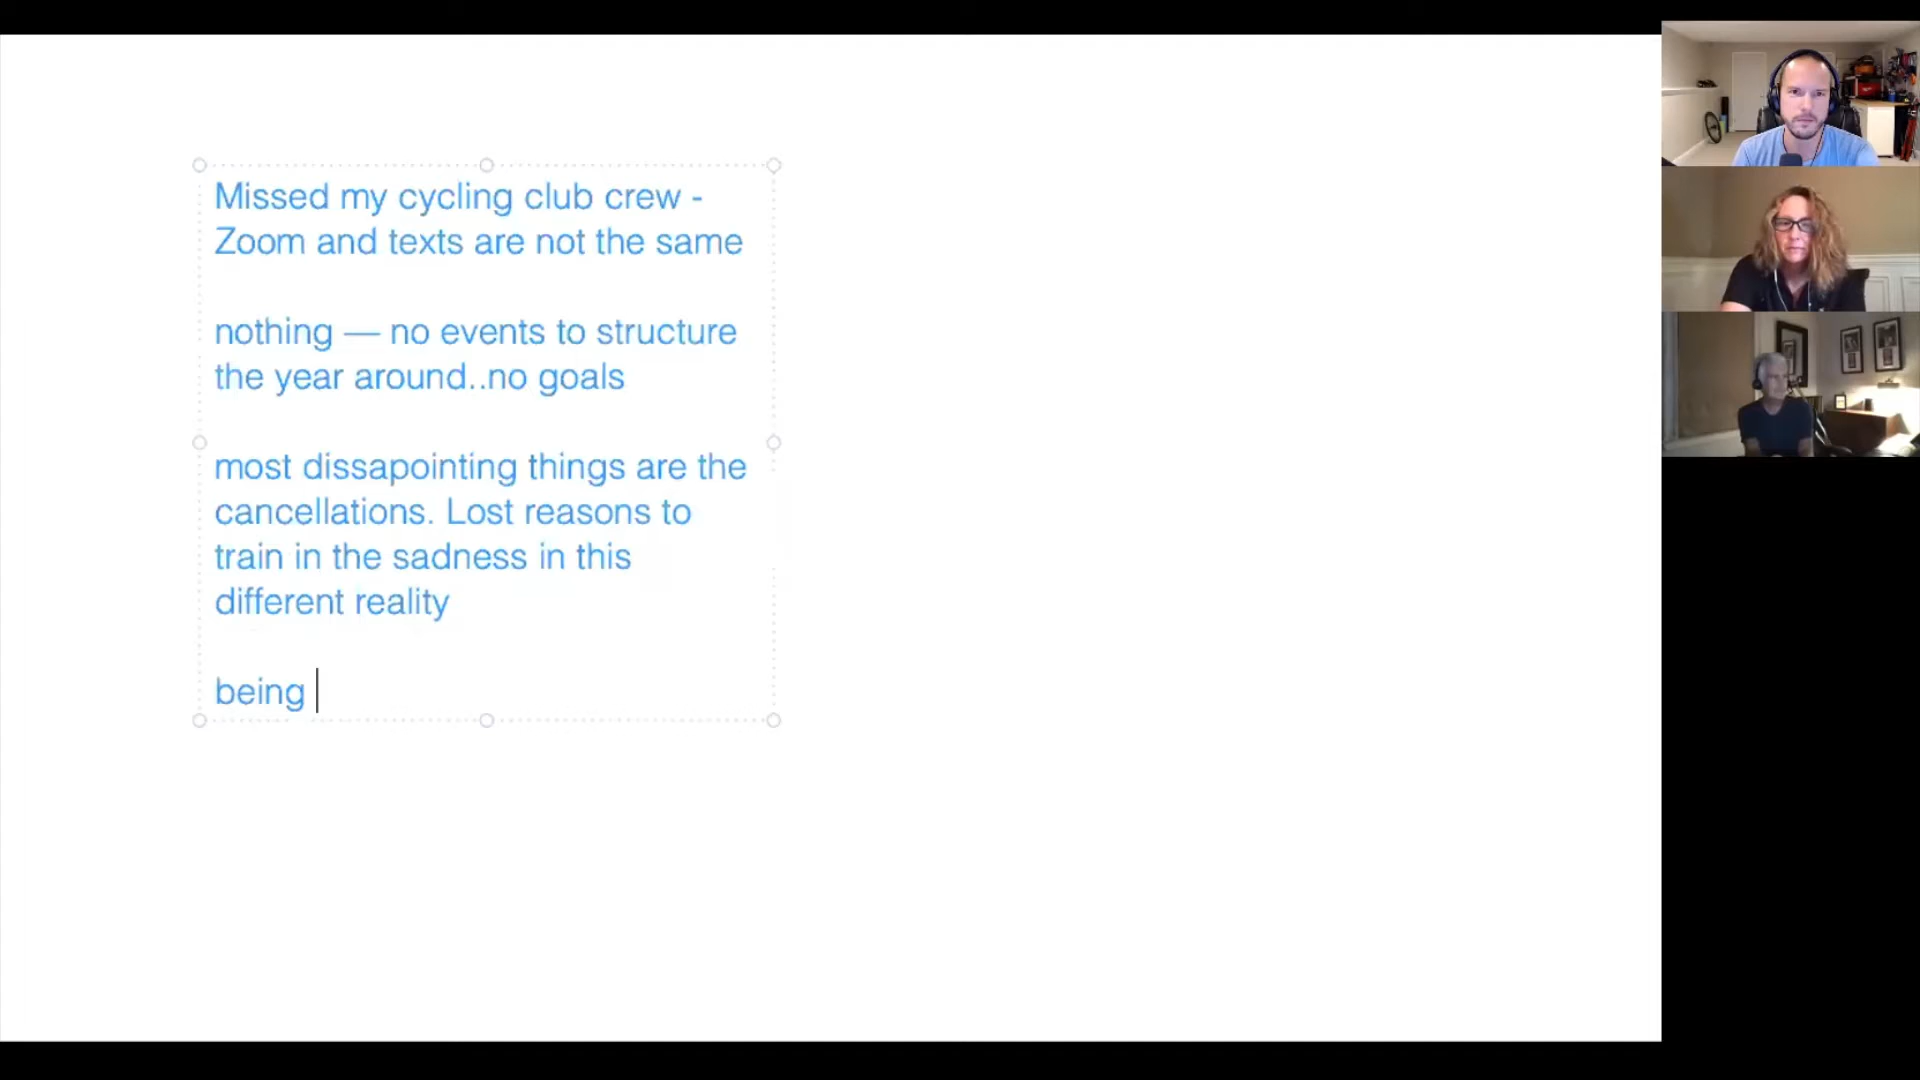 Missed my cycling club crew -
Zoom and texts are not the same
nothing — no events to structure
the year around..no goals
most dissapointing things are the
cancellations. Lost reasons to
train in the sadness in this
different reality
being